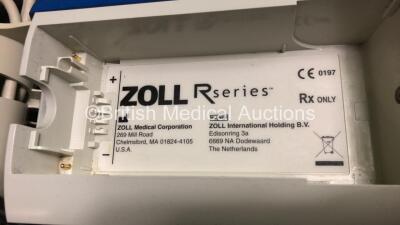 +
ZOLL R series™
CE 0197
Rx ONLY
British Medical Auctions
ZOLL Medical Corporation
269 Mill Road
Chelmsford, MA 01824-4105
U.S.A.
ZOLL International Holding B.V.
Edisonring 3a
6669 NA Dodewaard
The Netherlands
−